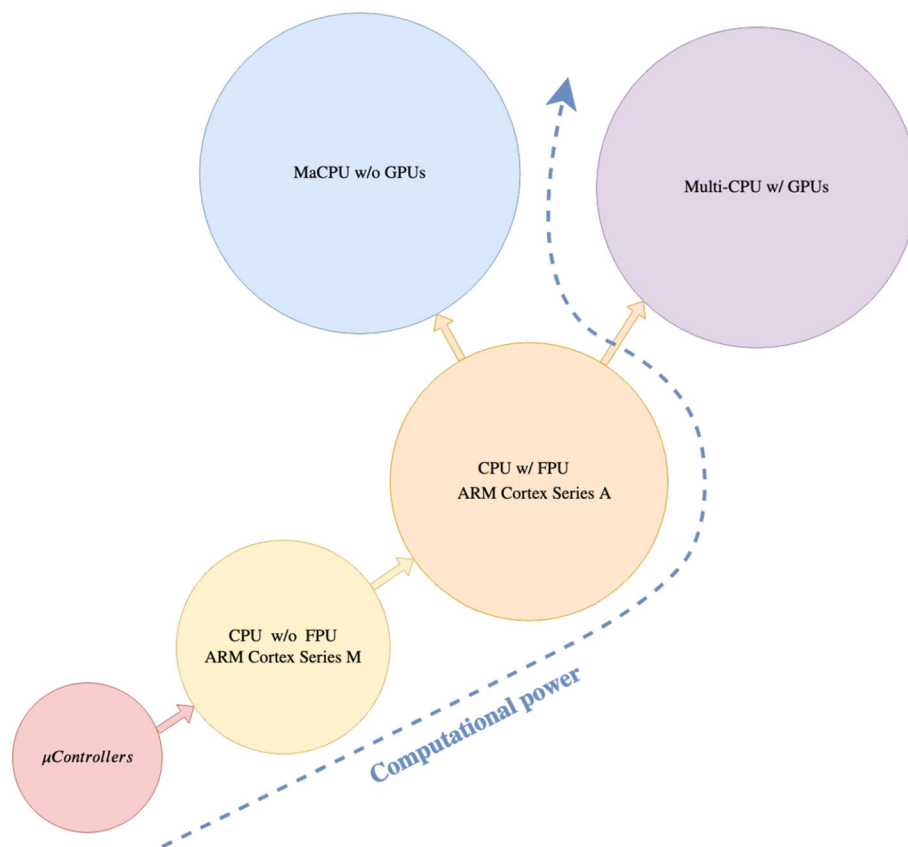 MaCPU w/o GPUs
Multi-CPU w/ GPUs
CPU w/ FPU
ARM Cortex Series A
CPU w/o FPU
ARM Cortex Series M
μControllers
Computational power